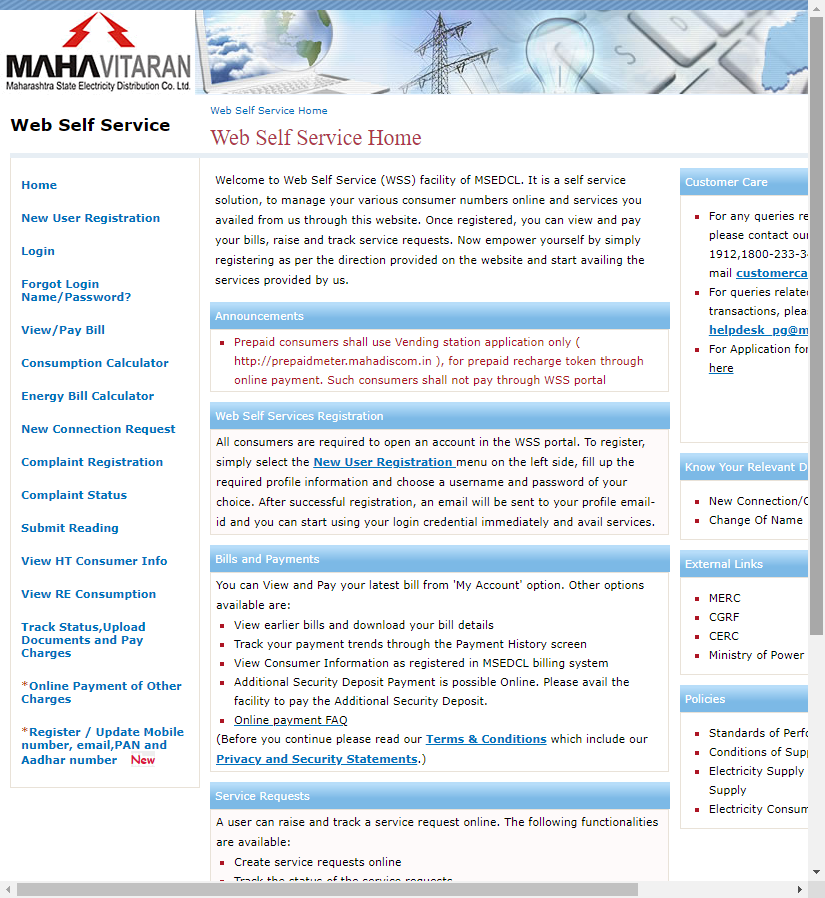 MAHAVITARAN
Maharashtra State Electricity Distribution Co. Ltd.
Web Self Service
Web Self Service Home
Web Self Service Home
Home
New User Registration
Login
Forgot Login
Name/Password?
View/Pay Bill
Consumption Calculator
Energy Bill Calculator
New Connection Request
Complaint Registration
Complaint Status
Submit Reading
View HT Consumer Info
View RE Consumption
Track Status,Upload
Documents and Pay
Charges
*Online Payment of Other
Charges
*Register / Update Mobile
number, email,PAN and
Aadhar number New
Welcome to Web Self Service (WSS) facility of MSEDCL. It is a self service
solution, to manage your various consumer numbers online and services you
availed from us through this website. Once registered, you can view and pay
your bills, raise and track service requests. Now empower yourself by simply
registering as per the direction provided on the website and start availing the
services provided by us.
Announcements
Prepaid consumers shall use Vending station application only (
http://prepaidmeter.mahadiscom.in ), for prepaid recharge token through
online payment. Such consumers shall not pay through WSS portal
Web Self Services Registration
All consumers are required to open an account in the WSS portal. To register,
simply select the New User Registration menu on the left side, fill up the
required profile information and choose a username and password of your
choice. After successful registration, an email will be sent to your profile email-
id and you can start using your login credential immediately and avail services.
Bills and Payments
You can View and Pay your latest bill from 'My Account' option. Other options
available are:
View earlier bills and download your bill details
Track your payment trends through the Payment History screen
View Consumer Information as registered in MSEDCL billing system
Additional Security Deposit Payment is possible Online. Please avail the
facility to pay the Additional Security Deposit.
Online payment FAQ
(Before you continue please read our Terms & Conditions which include our
Privacy and Security Statements.)
Service Requests
A user can raise and track a service request online. The following functionalities
are available:
Create service requests online
Track the status of the service requests
Customer Care
For any queries re
please contact our
1912,1800-233-3
mail customerca
For queries related
transactions, plea
helpdesk_pg@m
For Application for
here
Know Your Relevant D
New Connection/C
Change Of Name
External Links
MERC
CGRF
CERC
Ministry of Power
Policies
Standards of Perfo
Conditions of Supp
Electricity Supply
Supply
Electricity Consum